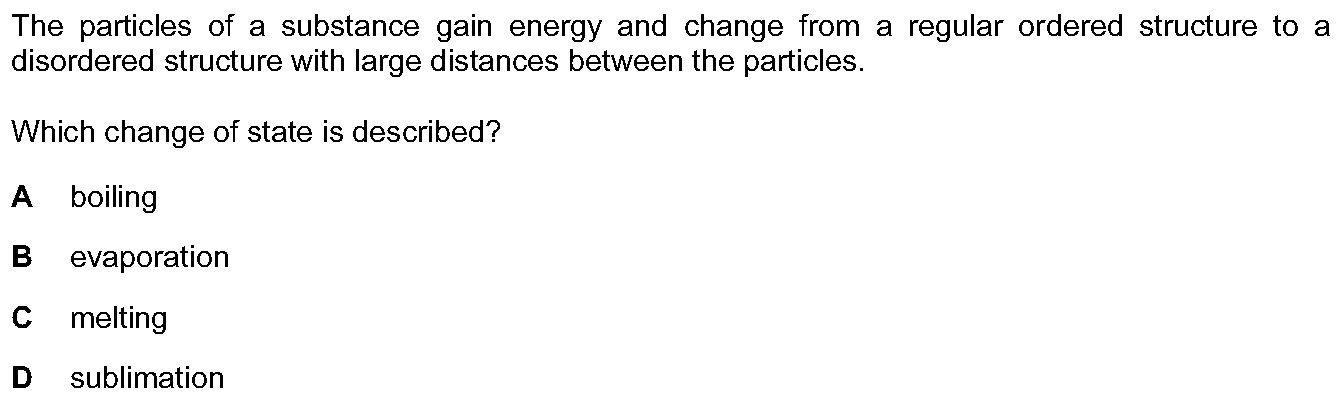 The particles of a substance gain energy and change from a regular ordered structure to a
disordered structure with large distances between the particles.
Which change of state is described?
A boiling
B evaporation
C melting
D sublimation